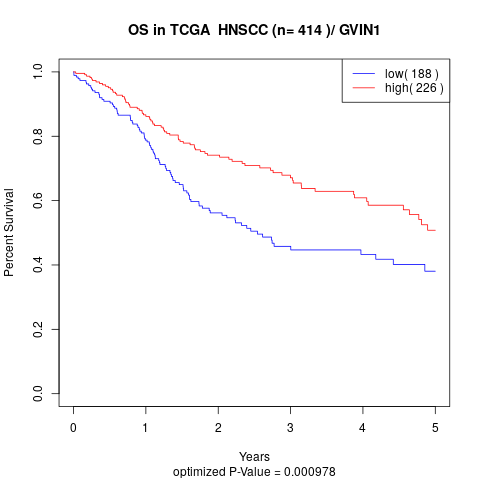 OS in TCGA HNSCC (n= 414 )/ GVIN1
low( 188 )
high( 226 )
Percent Survival
1.0
0.8
0.6
0.4
0.2
0.0
0 1 2 3 4 5
Years
optimized P-Value = 0.000978